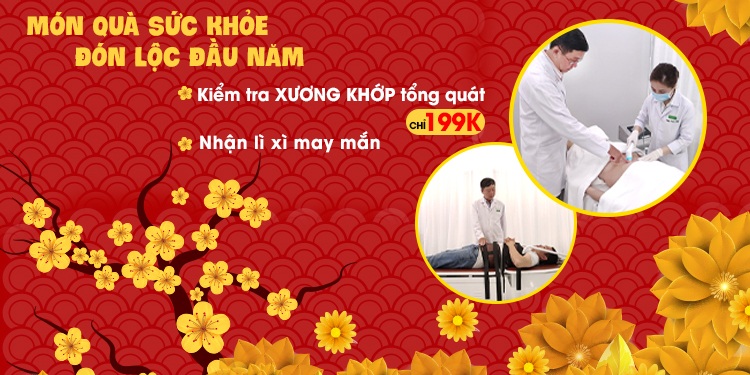 MÓN QUÀ SỨC KHỎE
ĐÓN LỘC ĐẦU NĂM
Kiểm tra XƯƠNG KHỚP tổng quát
CHỈ 199K
Nhận lì xì may mắn